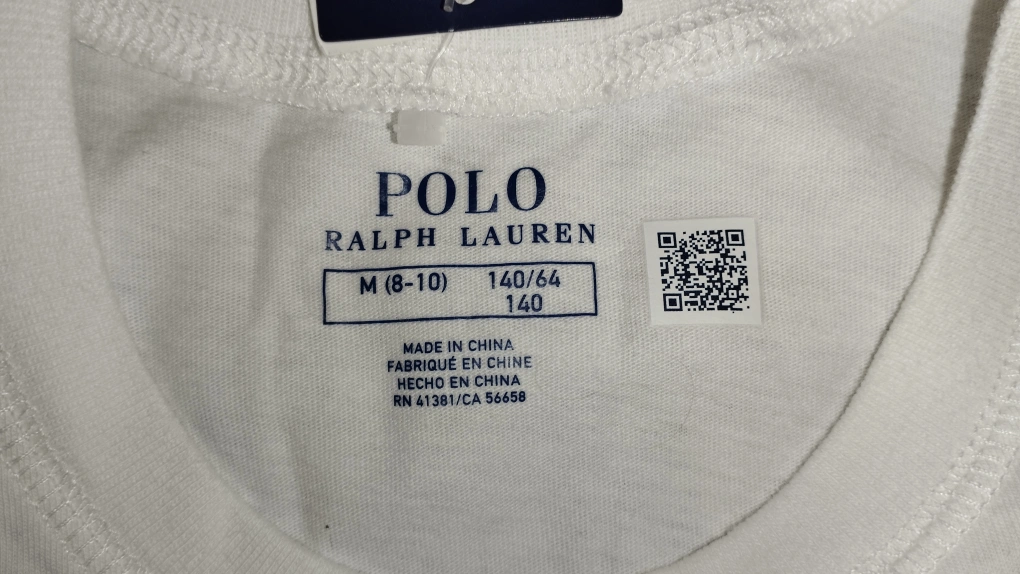 POLO
RALPH LAUREN
M (8-10) 140/64
140
MADE IN CHINA
FABRIQUÉ EN CHINE
HECHO EN CHINA
RN 41381/CA 56658